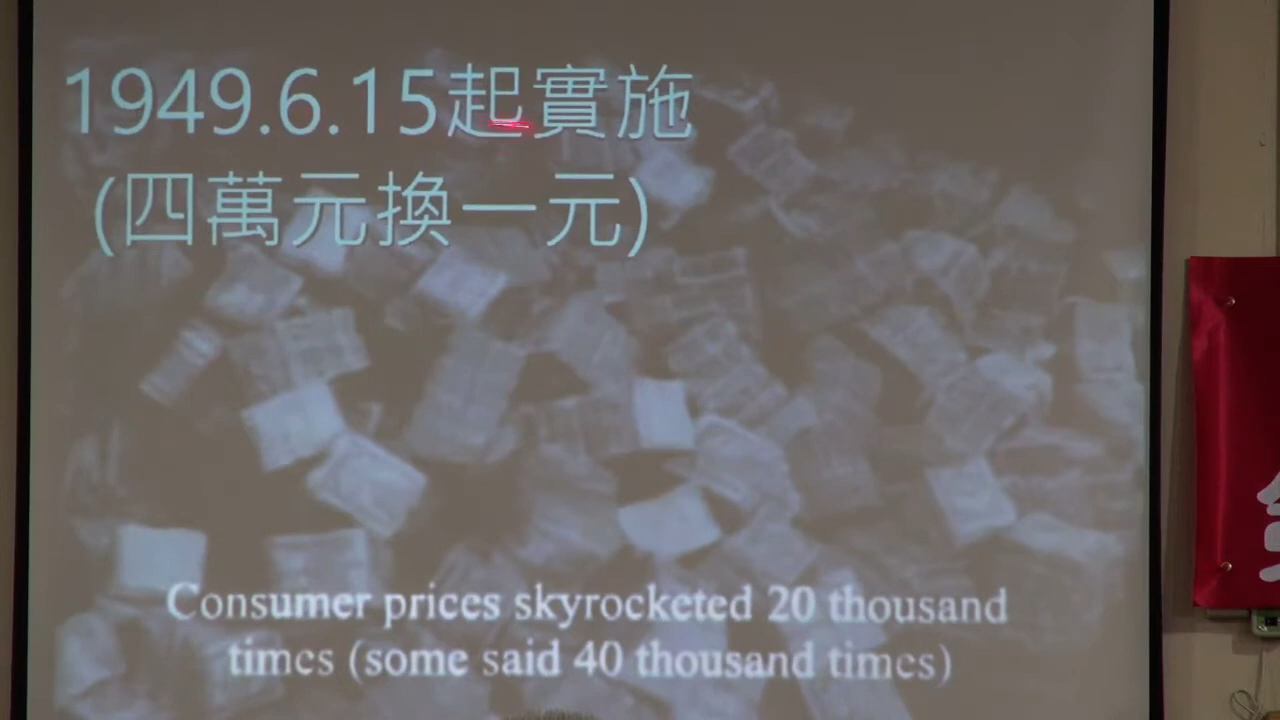 1949.6.15起實施
(四萬元換一元)
Consumer prices skyrocketed 20 thousand
times (some said 40 thousand times)